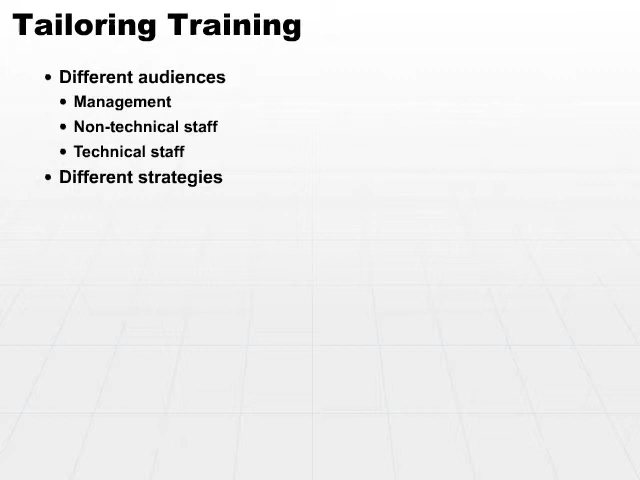 Tailoring Training
• Different audiences
• Management
• Non-technical staff
• Technical staff
• Different strategies